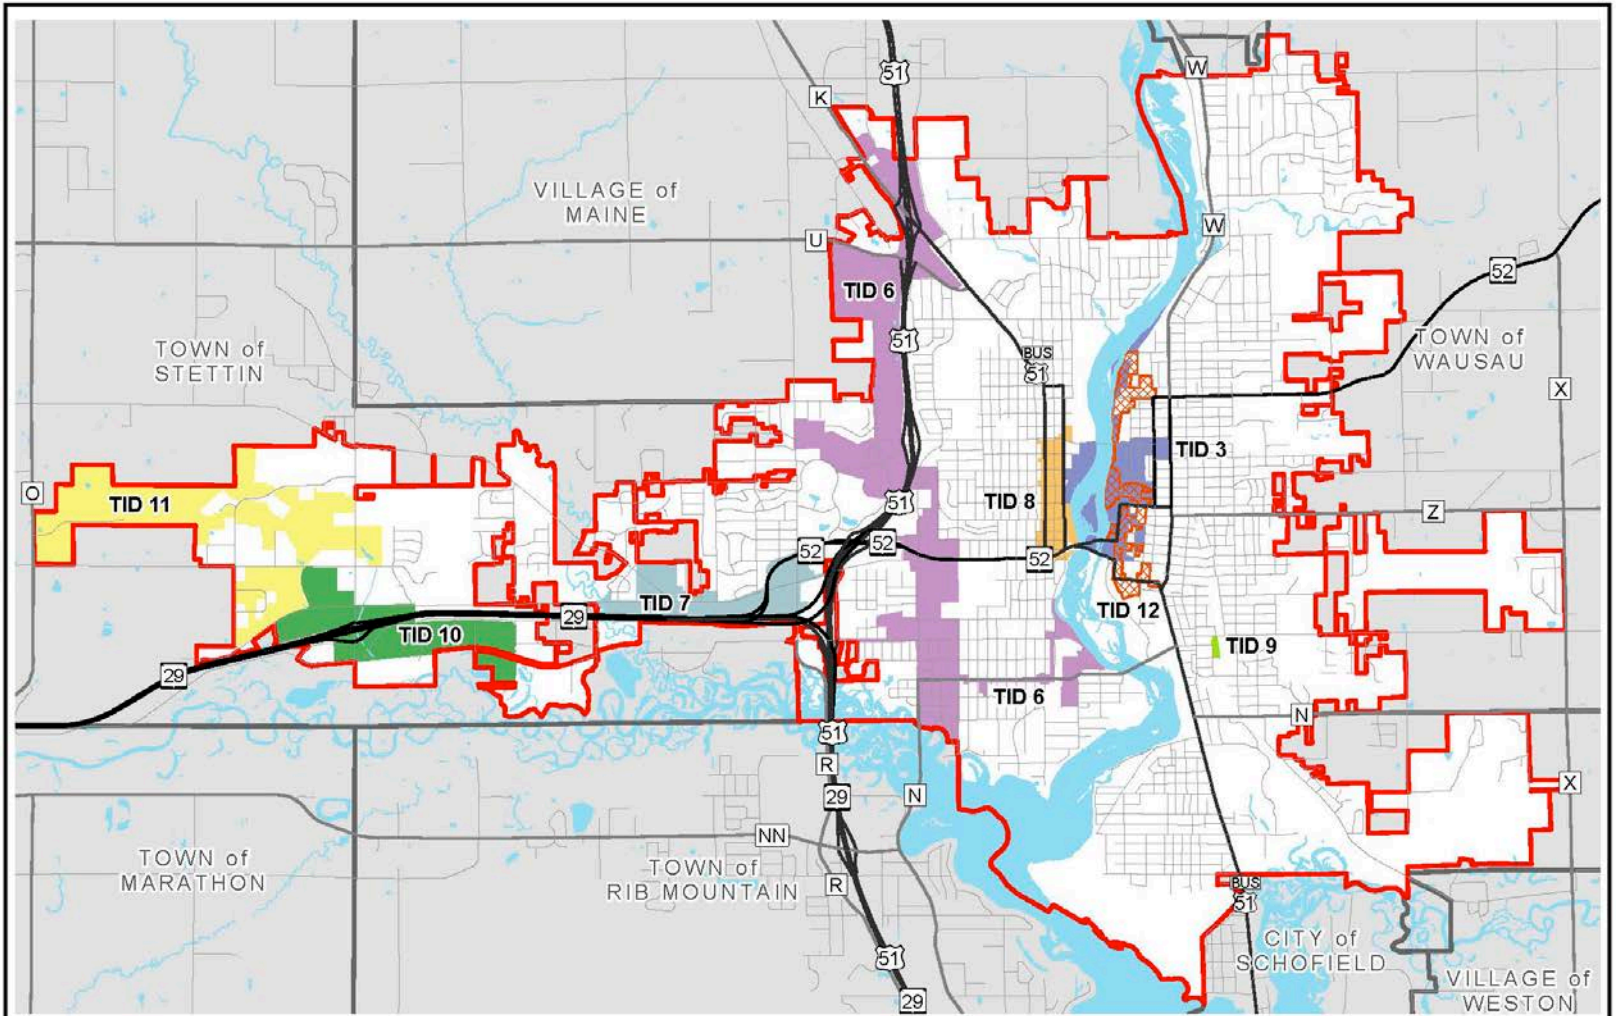 51
W
K
VILLAGE of
MAINE
W
U
52
TID 6
51
TOWN of
STETTIN
TOWN of
WAUSAU
BUS
51
X
TID 3
O
TID 11
51
TID 8
Z
52
52
52
TID 7
29
TID 12
TID 10
TID 9
29
TID 6
N
51
R
29
N
X
NN
TOWN of
MARATHON
TOWN of
RIB MOUNTAIN
R
BUS
51
CITY of
SCHOFIELD
51
VILLAGE of
WESTON
29